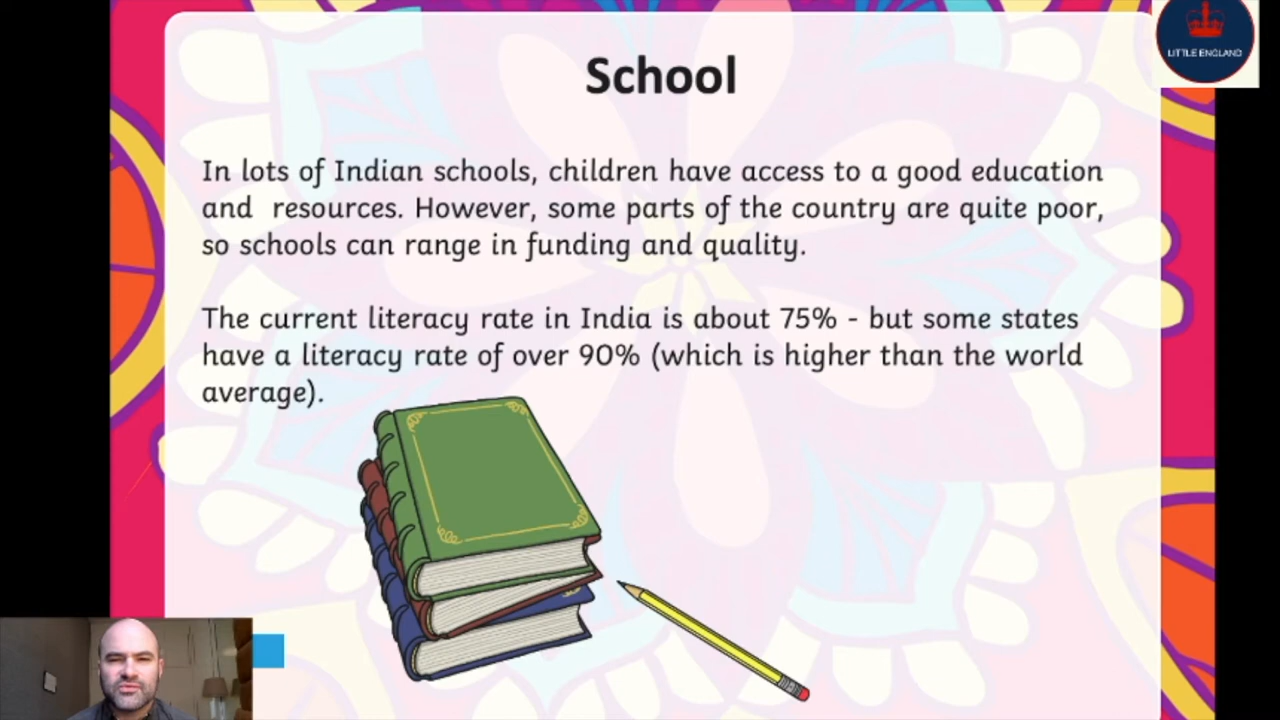 LITTLE ENGLAND
School
In lots of Indian schools, children have access to a good education
and  resources. However, some parts of the country are quite poor,
so schools can range in funding and quality.
The current literacy rate in India is about 75% - but some states
have a literacy rate of over 90% (which is higher than the world
average).